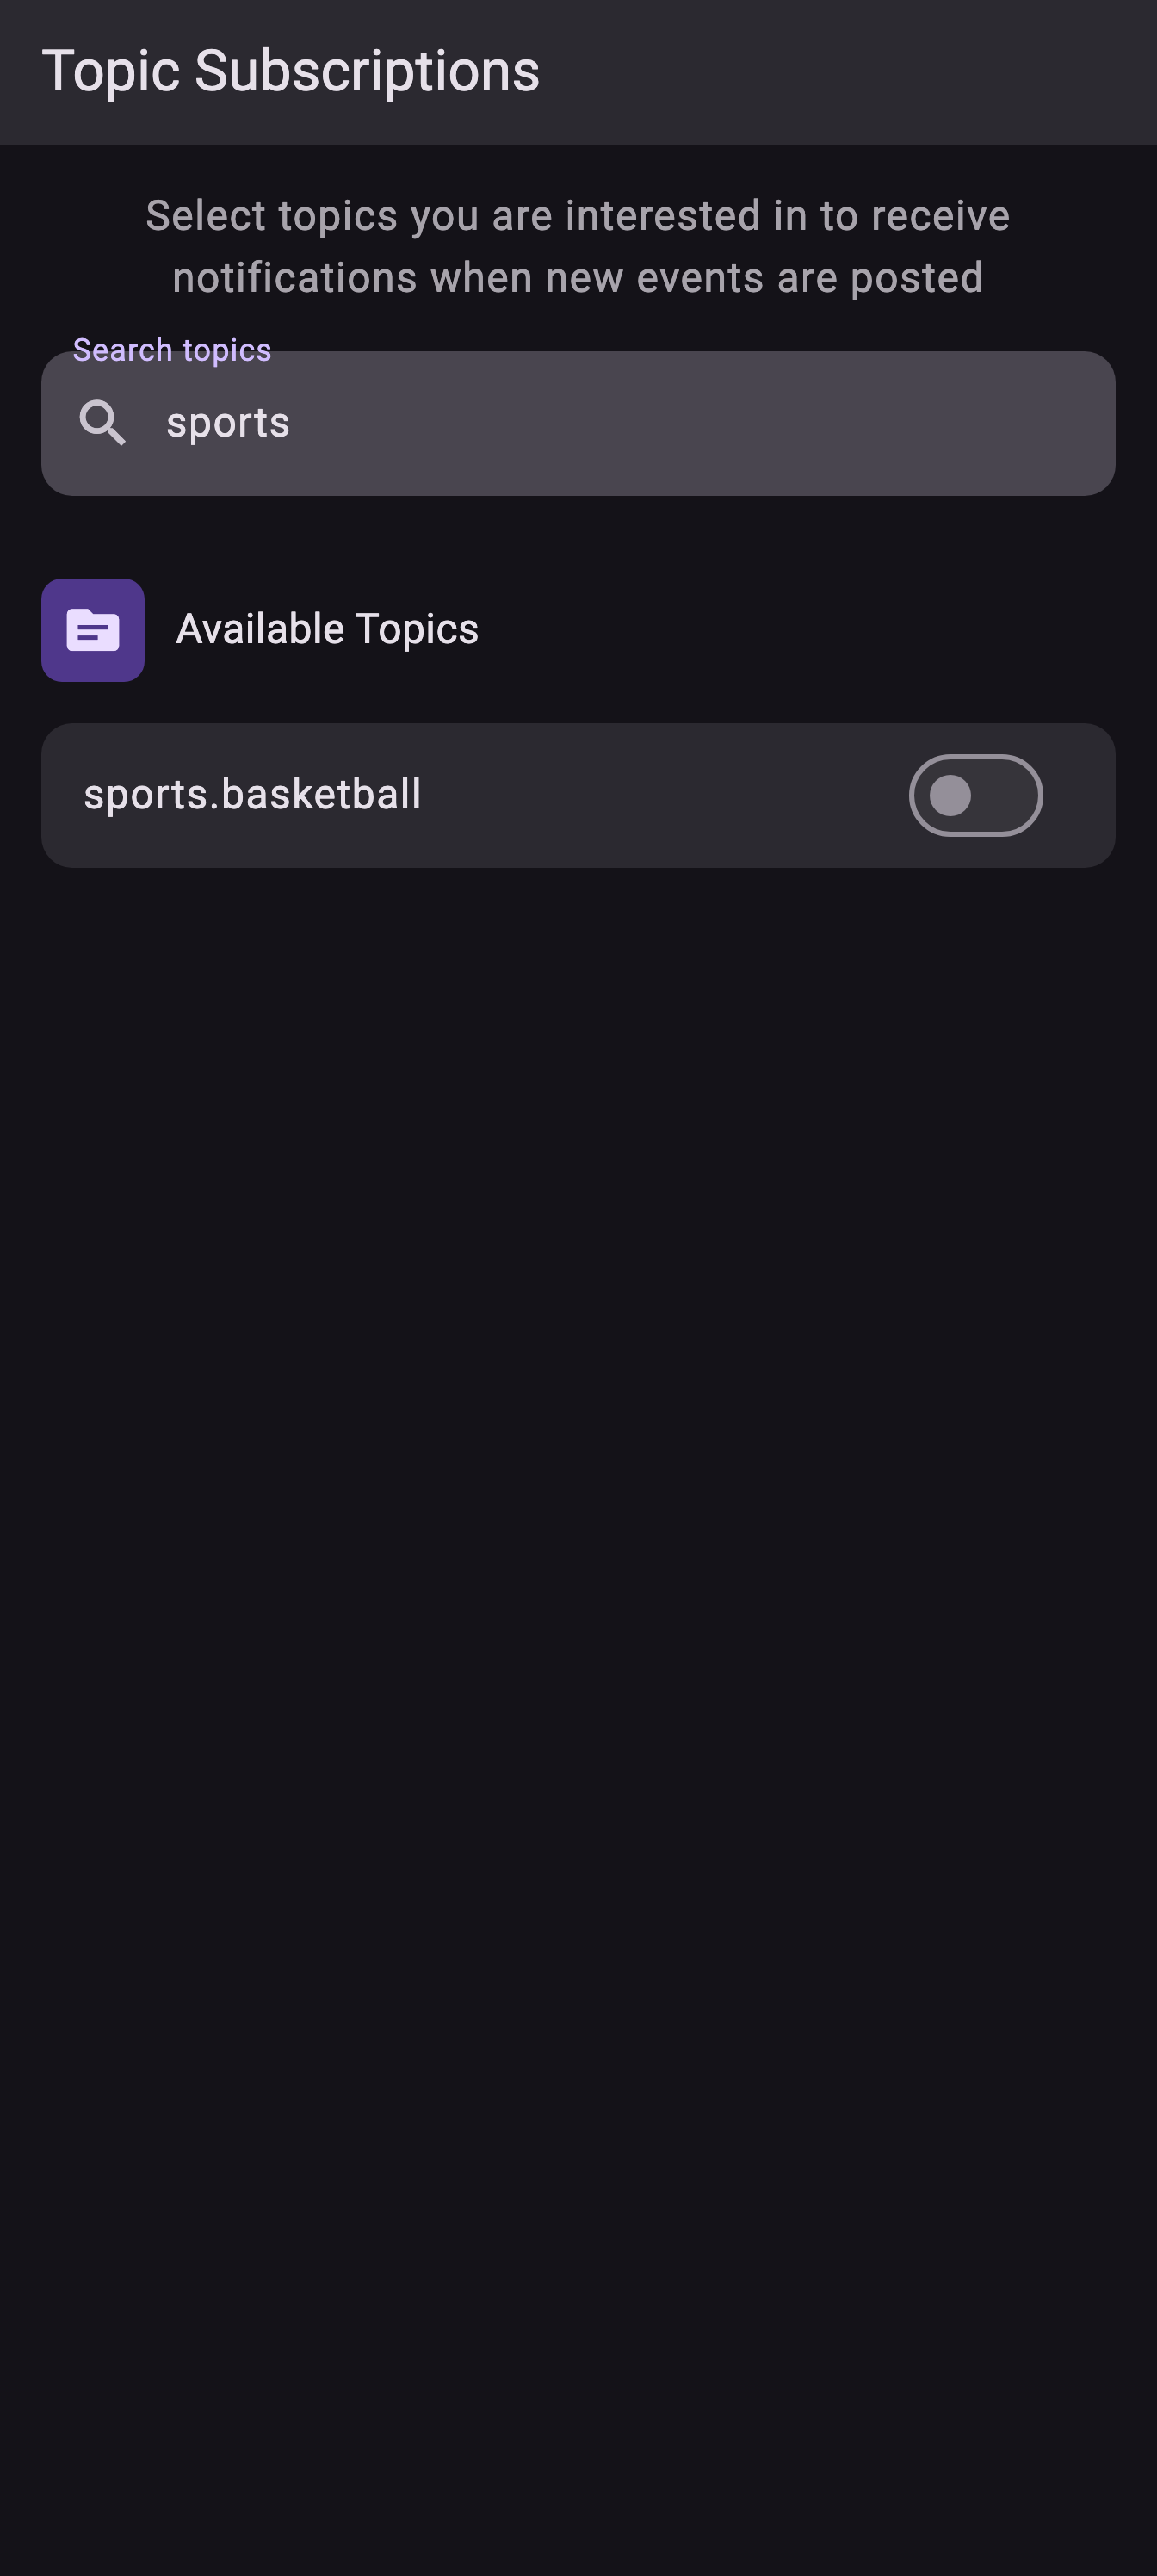 Topic Subscriptions
Select topics you are interested in to receive
notifications when new events are posted
Search topics
sports
Available Topics
sports.basketball